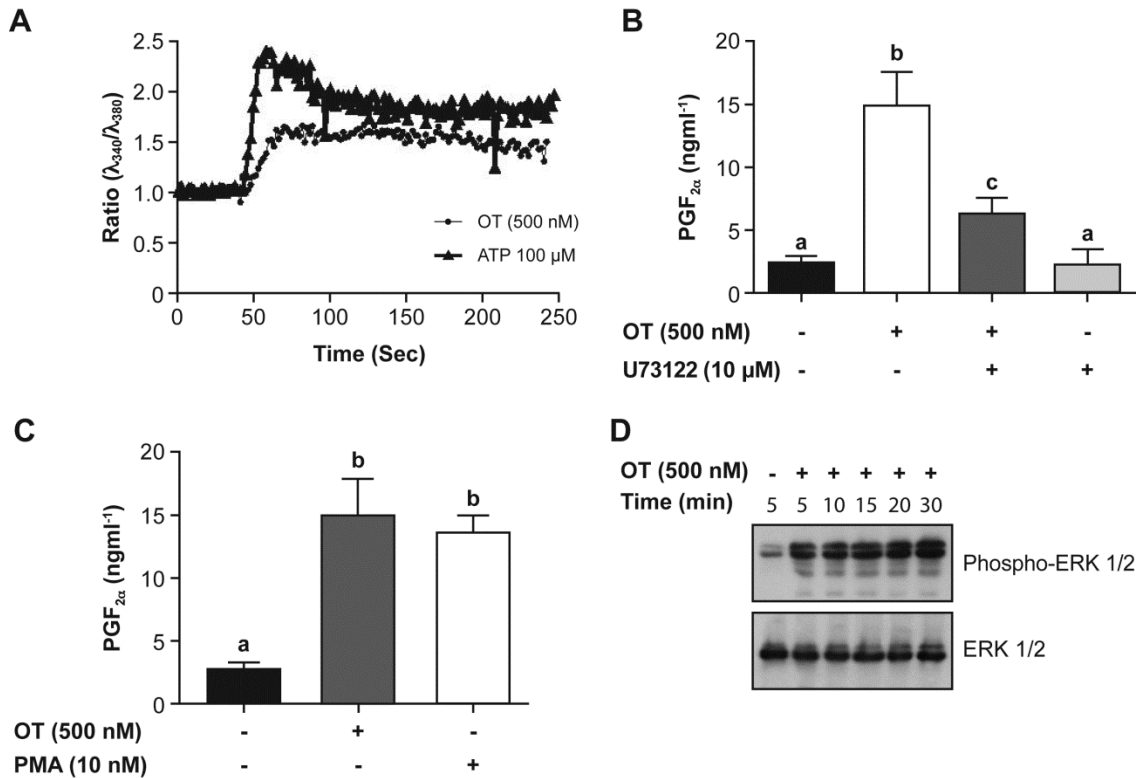 A
2.5
2.0
1.5
1.0
0.5
0
Ratio (λ340/λ380)
OT (500 nM)
ATP 100 µM
0 50 100 150 200 250
Time (Sec)
B
20
15
10
5
0
PGF2α (ngml-1)
a b c a
OT (500 nM) - + + -
U73122 (10 µM) - - + +
C
20
15
10
5
0
PGF2α (ngml-1)
a b b
OT (500 nM) - + -
PMA (10 nM) - - +
D
OT (500 nM) - + + + + +
Time (min) 5 5 10 15 20 30
Phospho-ERK 1/2
ERK 1/2